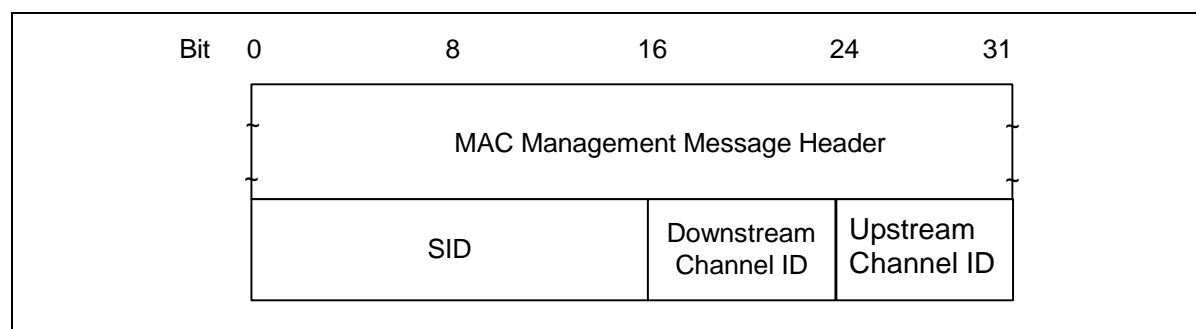 Bit 0 8 16 24 31
MAC Management Message Header
SID
Downstream
Channel ID
Upstream
Channel ID